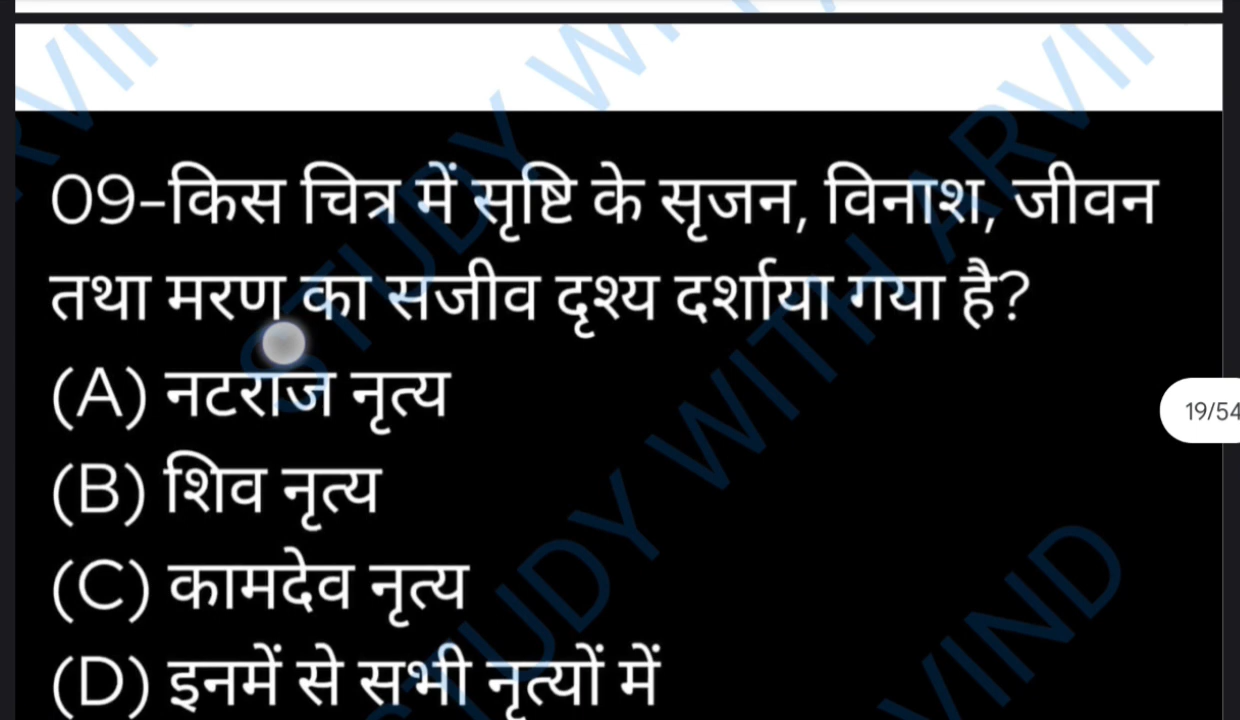 09-किस चित्र में सृष्टि के सृजन, विनाश, जीवन
तथा मरण का सजीव दृश्य दर्शाया गया है?
(A) नटराज नृत्य
(B) शिव नृत्य
(C) कामदेव नृत्य
(D) इनमें से सभी नृत्यों में
19/54
STUDY WITH ARVIND